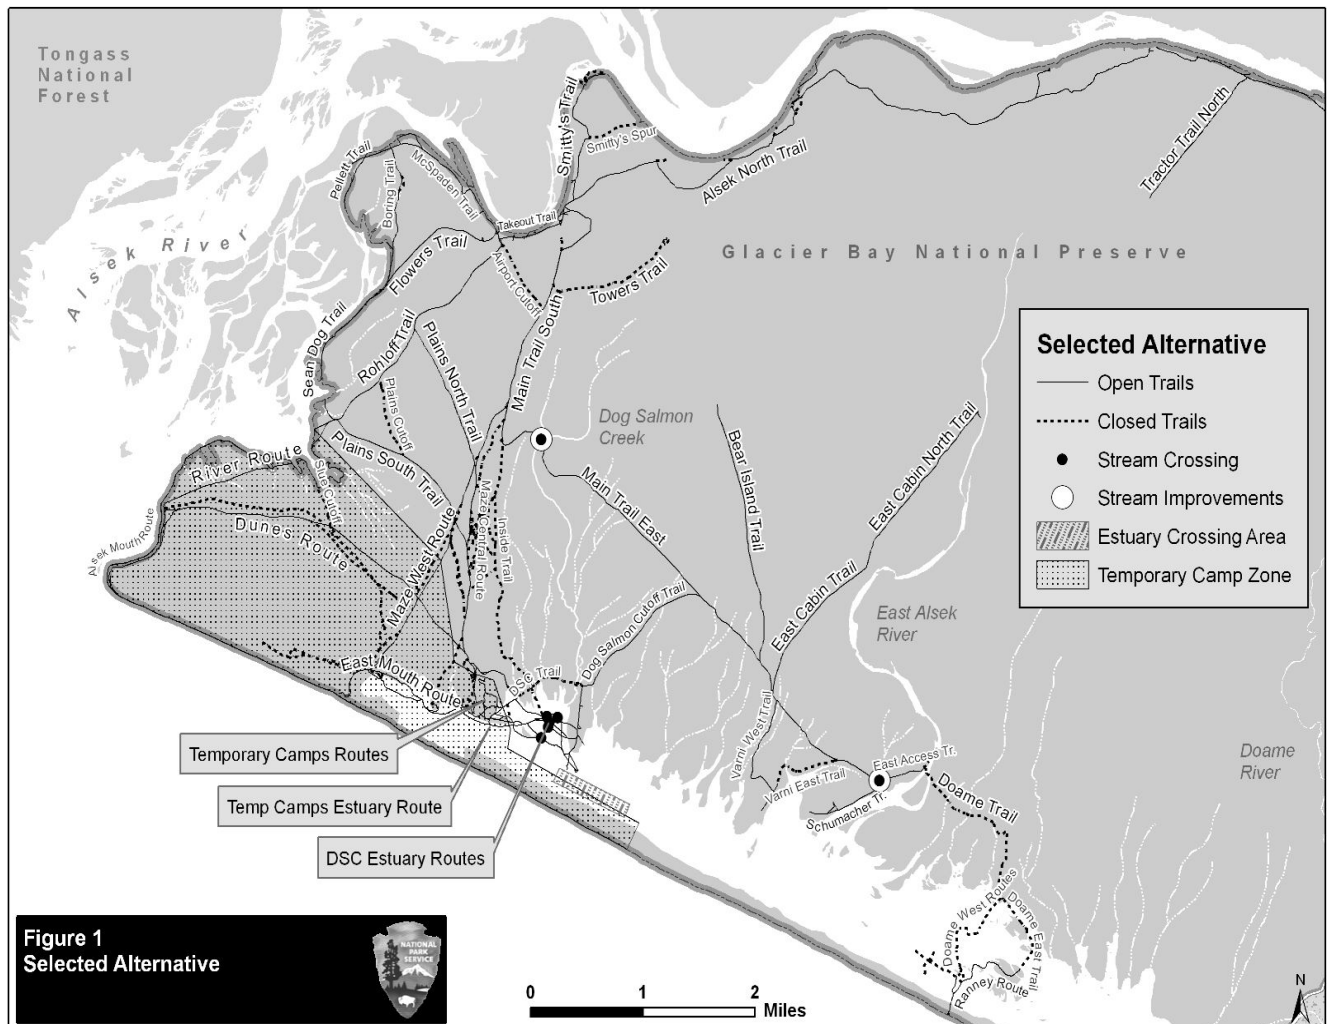 Tongass
National
Forest
Alsek River
Pellett Trail
Boring Trail
McSpaden Trail
Smitty's Trail
Smitty's Spur
Takeout Trail
Alsek North Trail
Tractor Trail North
Glacier Bay National Preserve
Flowers Trail
Airport Cutoff
Towers Trail
Sean Dog Trail
Rohloff Trail
Plains North Trail
Main Trail South
Plains Cutoff
Dog Salmon
Creek
River Route
Slue Cutoff
Plains South Trail
Maze West Route
Maze Central Route
Inside Trail
Main Trail East
Bear Island Trail
East Cabin North Trail
East Cabin Trail
Dunes Route
Alsek Mouth Route
East Mouth Route
DSC Trail
Dog Salmon Cutoff Trail
East Alsek
River
Varni West Trail
Varni East Trail
East Access Tr.
Schumacher Tr.
Doame Trail
Doame
River
Doame West Routes
Doame East Trail
Ranney Route
Temporary Camps Routes
Temp Camps Estuary Route
DSC Estuary Routes
Selected Alternative
Open Trails
Closed Trails
Stream Crossing
Stream Improvements
Estuary Crossing Area
Temporary Camp Zone
Figure 1
Selected Alternative
NATIONAL
PARK
SERVICE
0 1 2
Miles
N